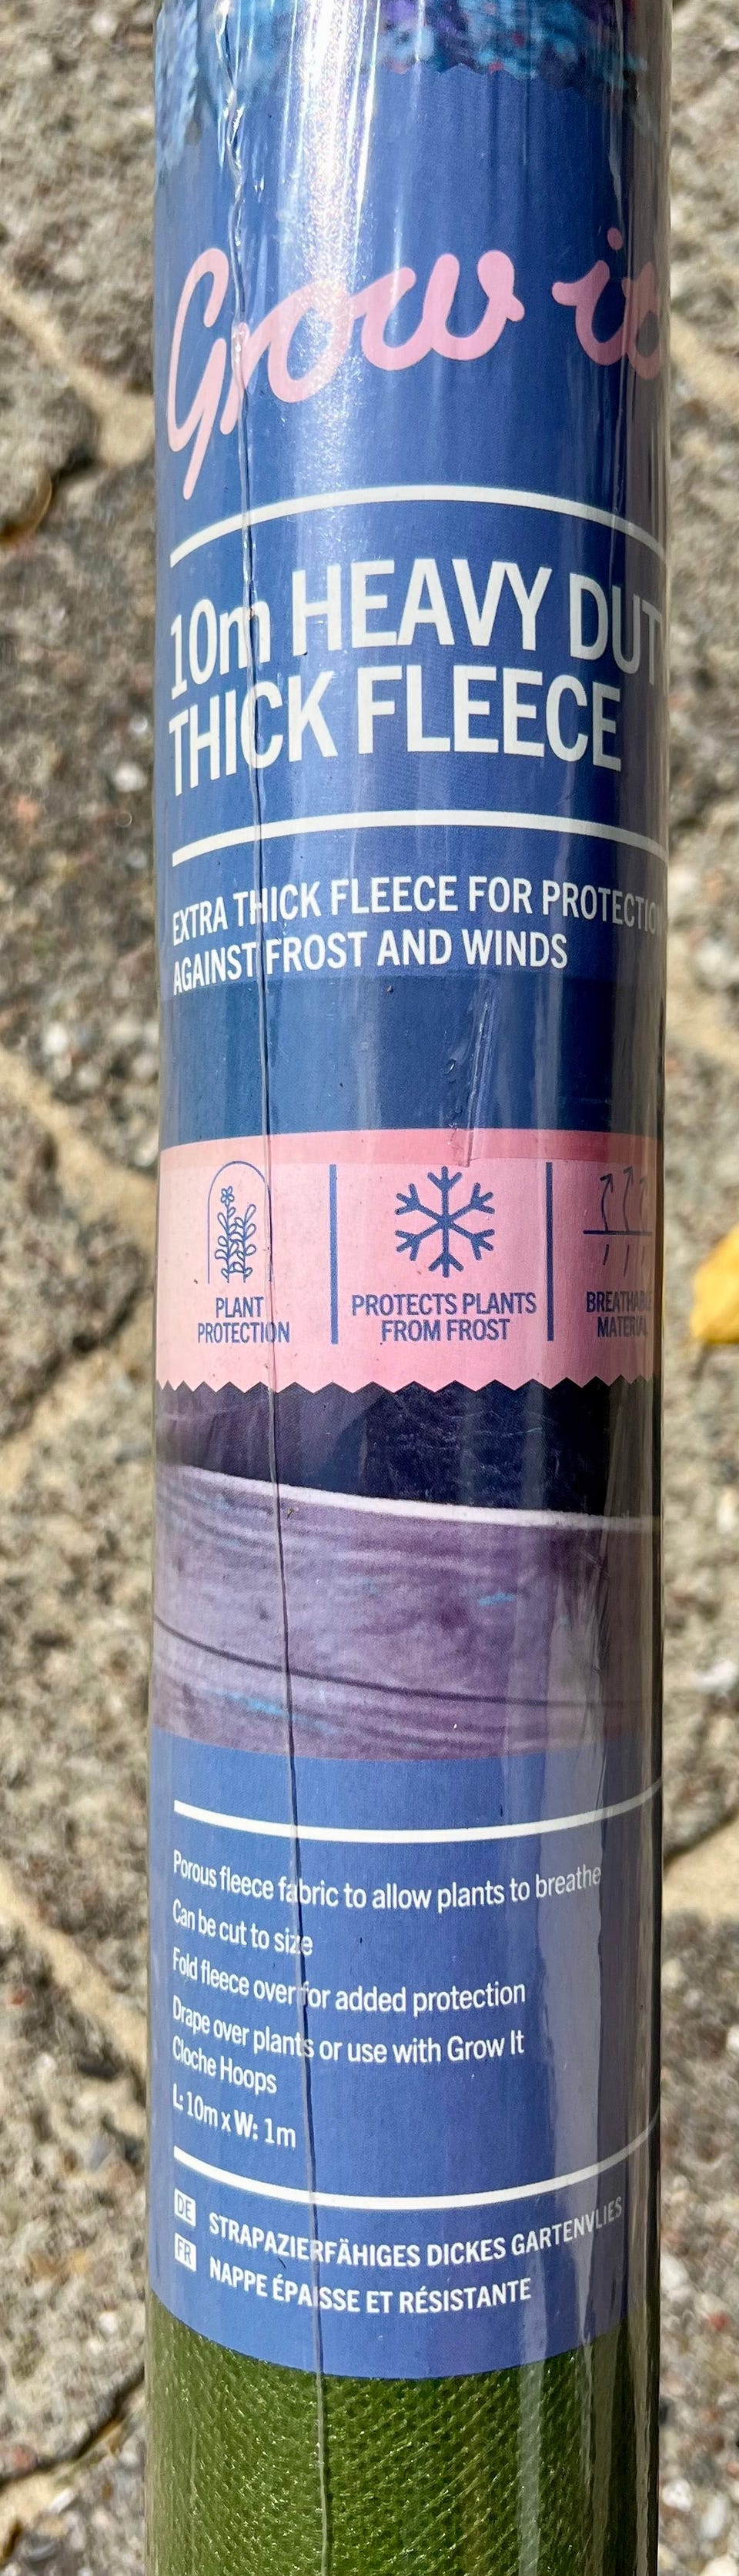 Grow it
10m HEAVY DUT
THICK FLEECE
EXTRA THICK FLEECE FOR PROTECTION
AGAINST FROST AND WINDS
PLANT
PROTECTION
PROTECTS PLANTS
FROM FROST
BREATHABLE
MATERIAL
Porous fleece fabric to allow plants to breathe
Can be cut to size
Fold fleece over for added protection
Drape over plants or use with Grow It
Cloche Hoops
L: 10m x W: 1m
DE STRAPAZIERFÄHIGES DICKES GARTENVLIES
FR NAPPE ÉPAISSE ET RÉSISTANTE